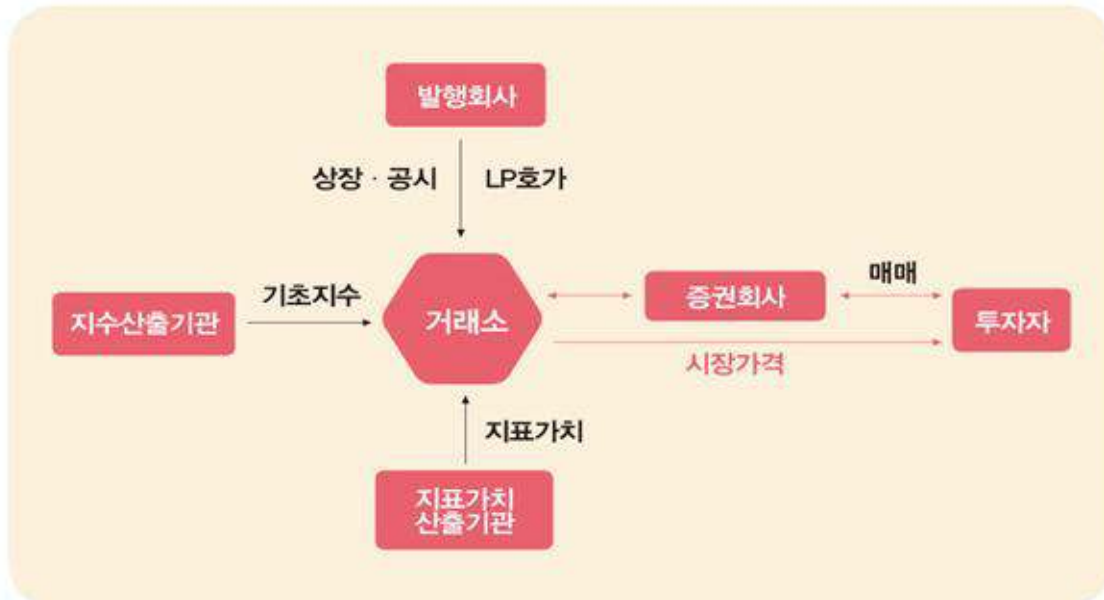 발행회사
상장 · 공시
LP호가
기초지수
지수산출기관
거래소
증권회사
매매
투자자
시장가격
지표가치
지표가치
산출기관